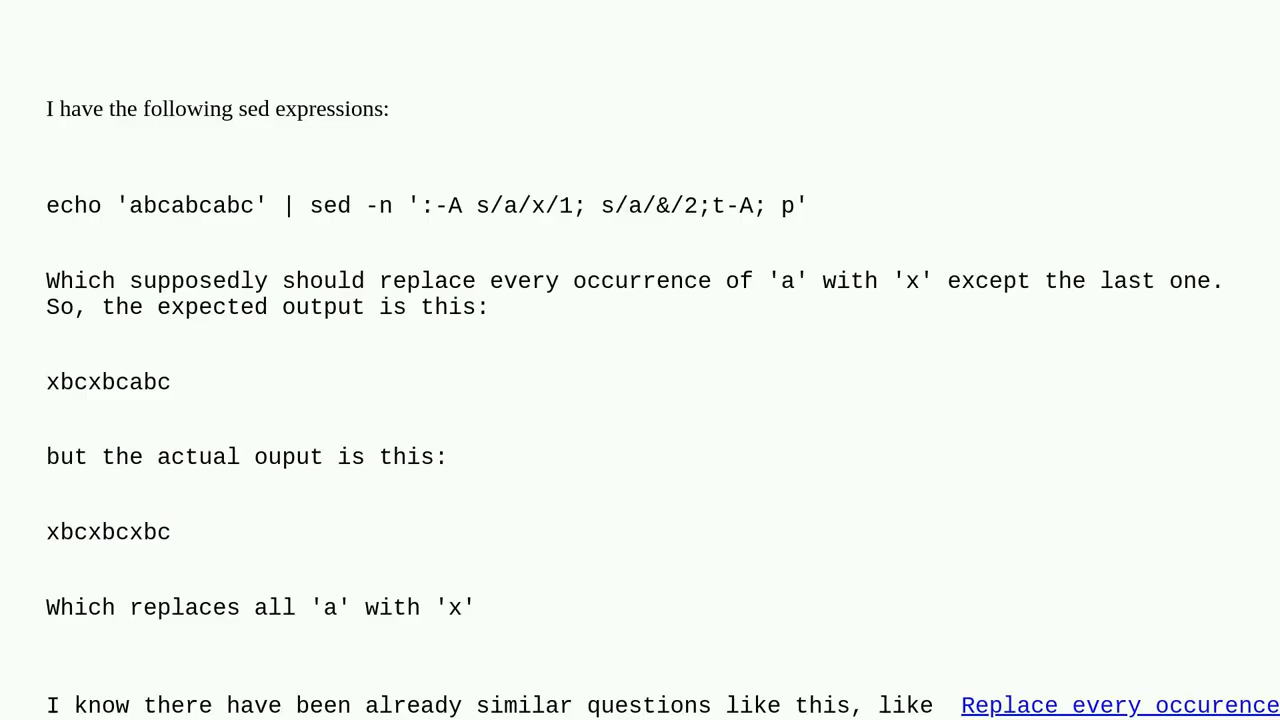 I have the following sed expressions:
echo 'abcabcabc' | sed -n ':-A s/a/x/1; s/a/&/2;t-A; p'
Which supposedly should replace every occurrence of 'a' with 'x' except the last one.
So, the expected output is this:
xbcxbcabc
but the actual ouput is this:
xbcxbcxbc
Which replaces all 'a' with 'x'
I know there have been already similar questions like this, like Replace every occurence